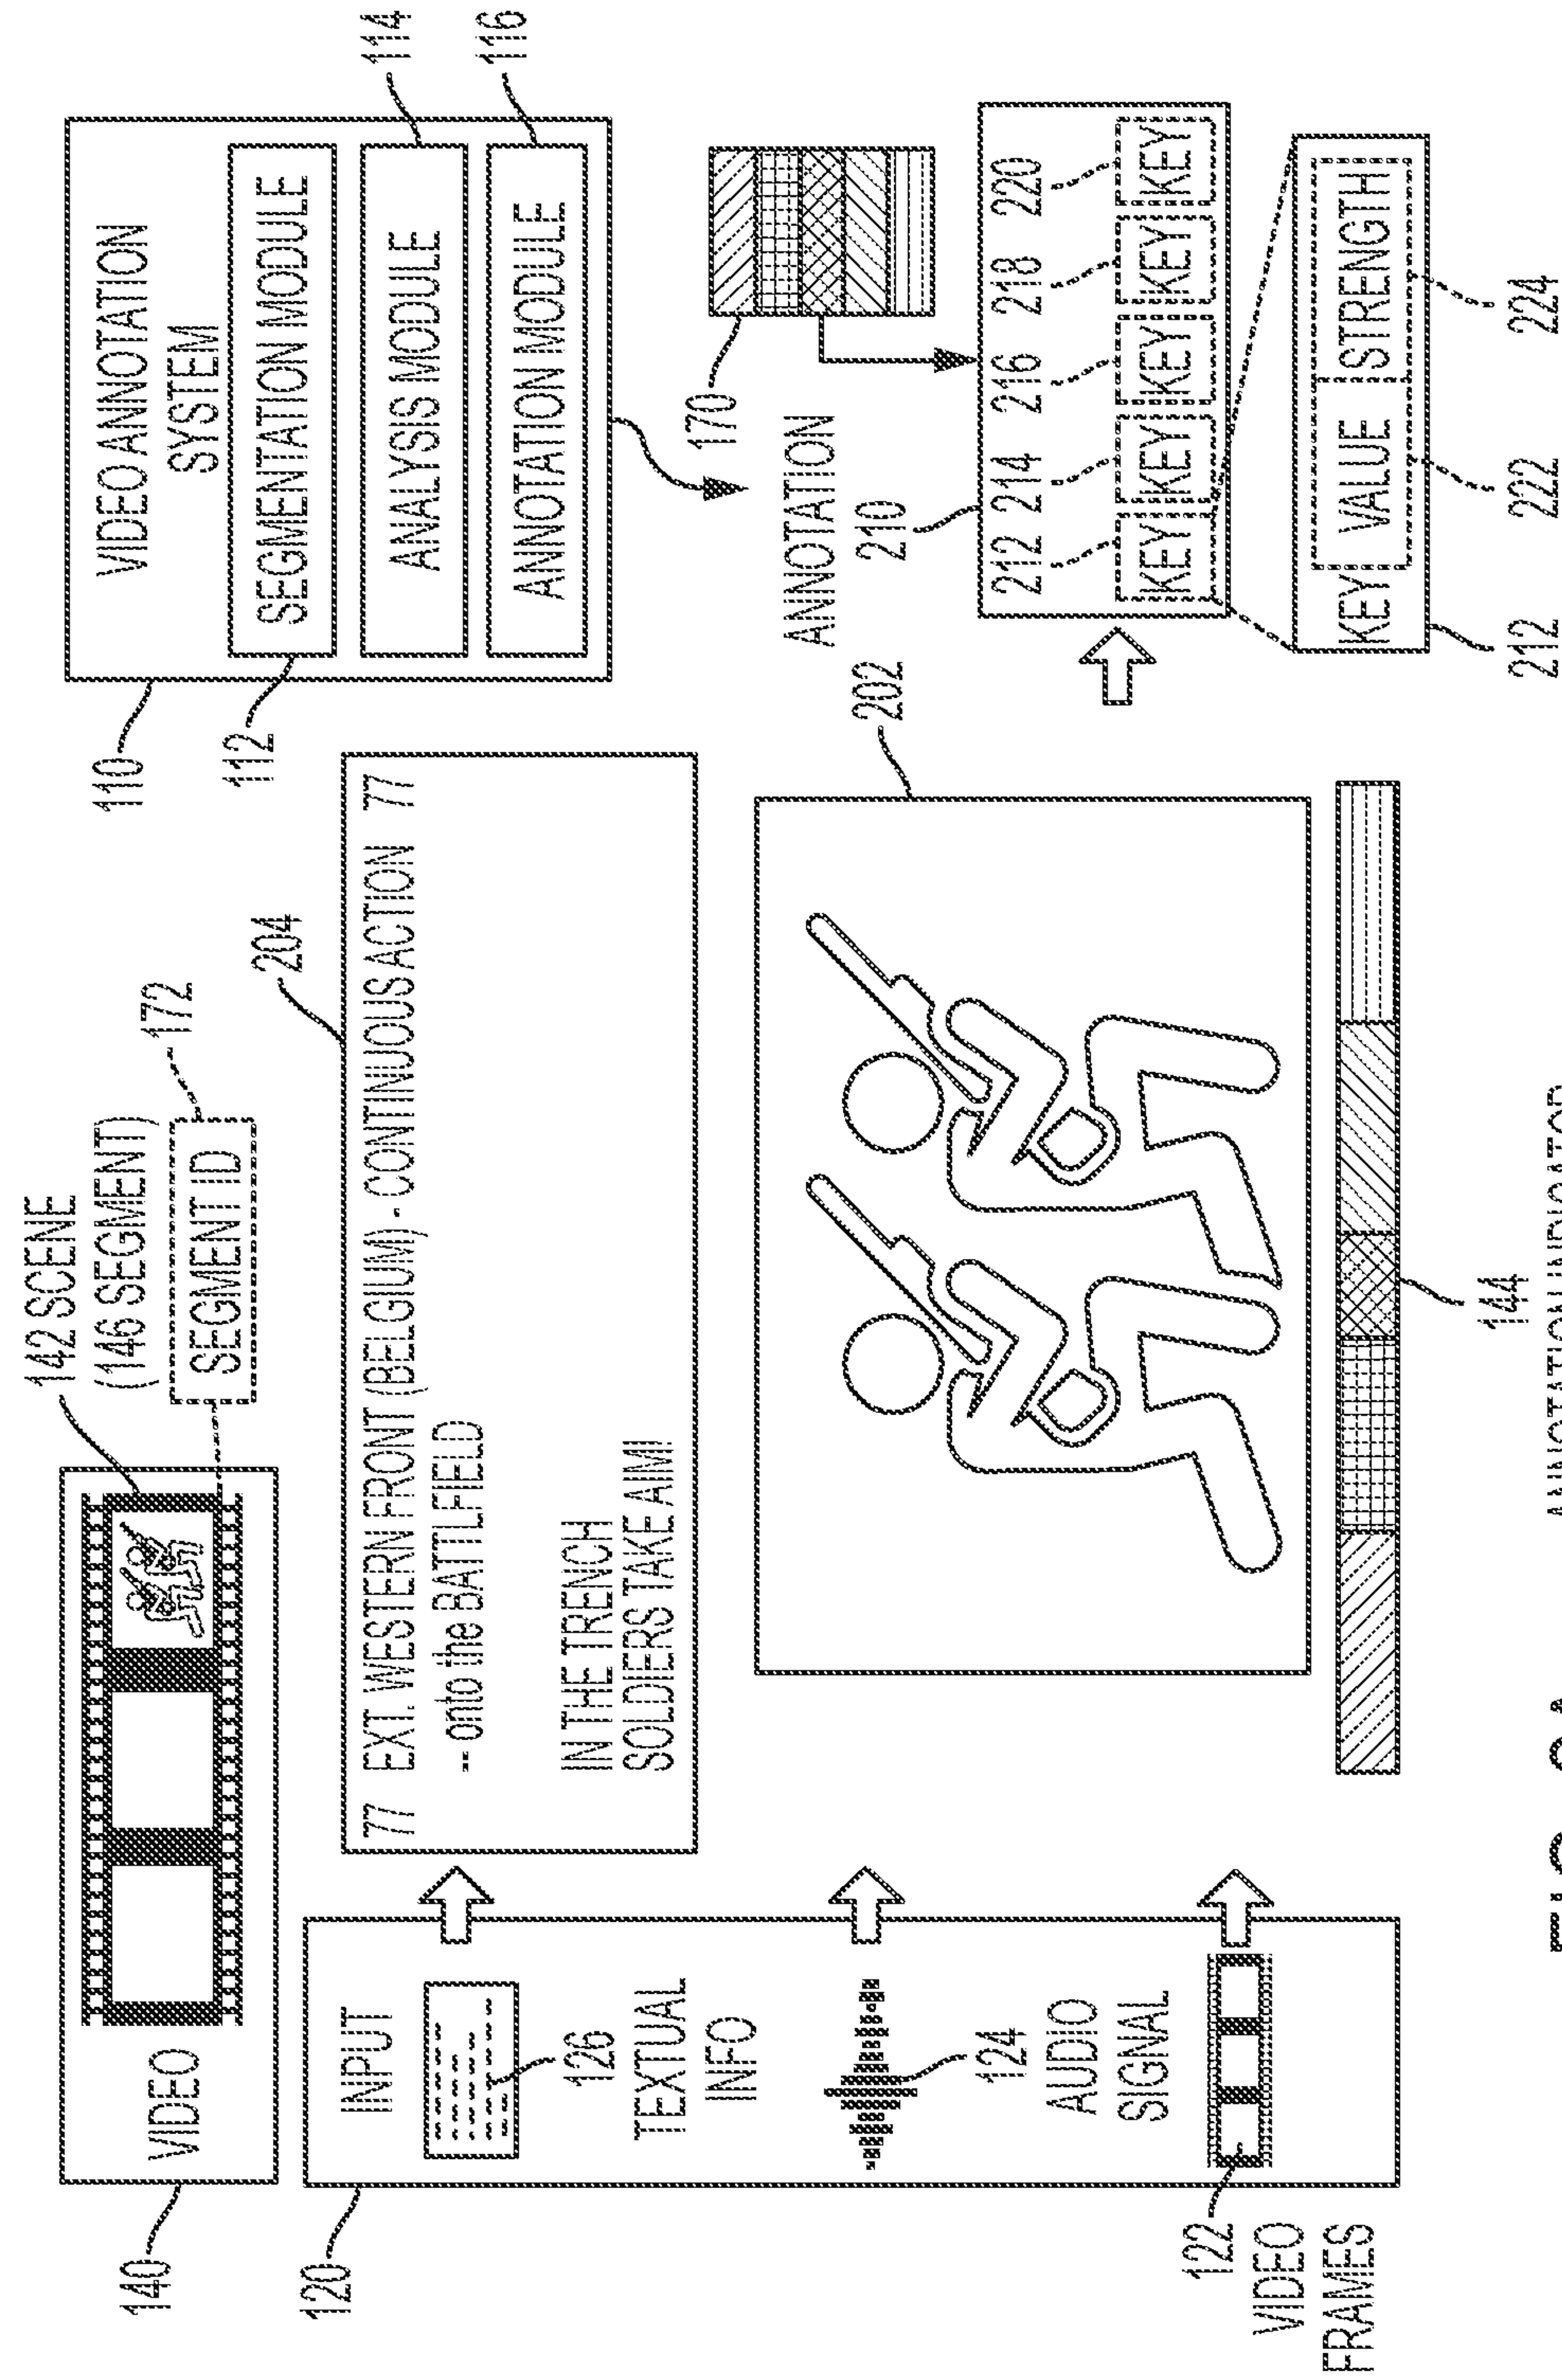 140
VIDEO
142 SCENE
(146 SEGMENT)
SEGMENT ID
172
110
VIDEO ANNOTATION
SYSTEM
SEGMENTATION MODULE
112
ANALYSIS MODULE
114
ANNOTATION MODULE
116
120
INPUT
126
TEXTUAL
INFO
124
AUDIO
SIGNAL
122
VIDEO
FRAMES
204
77 EXT. WESTERN FRONT (BELGIUM) - CONTINUOUS ACTION 77
-- onto the BATTLFIELD
IN THE TRENCH
SOLDIERS TAKE AIM!
202
144
ANNOTATION INDICATOR
170
ANNOTATION
210
212 214 216 218 220
KEY KEY KEY KEY KEY
KEY VALUE STRENGTH
212 222 224